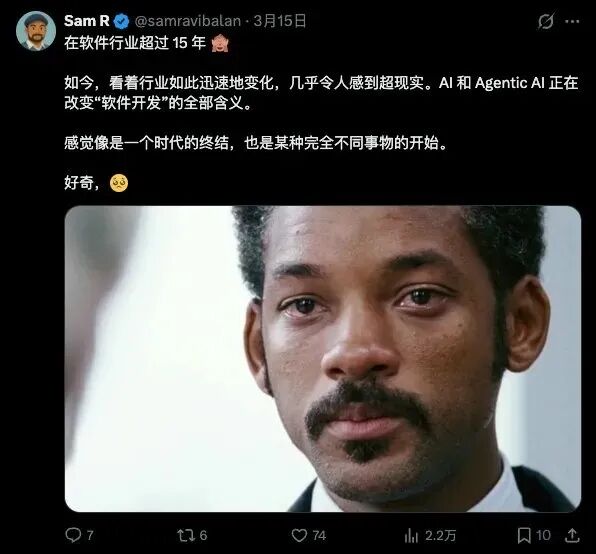 Sam R @samravibalan · 3月15日
在软件行业超过 15 年 🙈
如今，看着行业如此迅速地变化，几乎令人感到超现实。AI 和 Agentic AI 正在
改变“软件开发”的全部含义。
感觉像是一个时代的终结，也是某种完全不同事物的开始。
好奇，🥺
7 6 74 2.2万 10